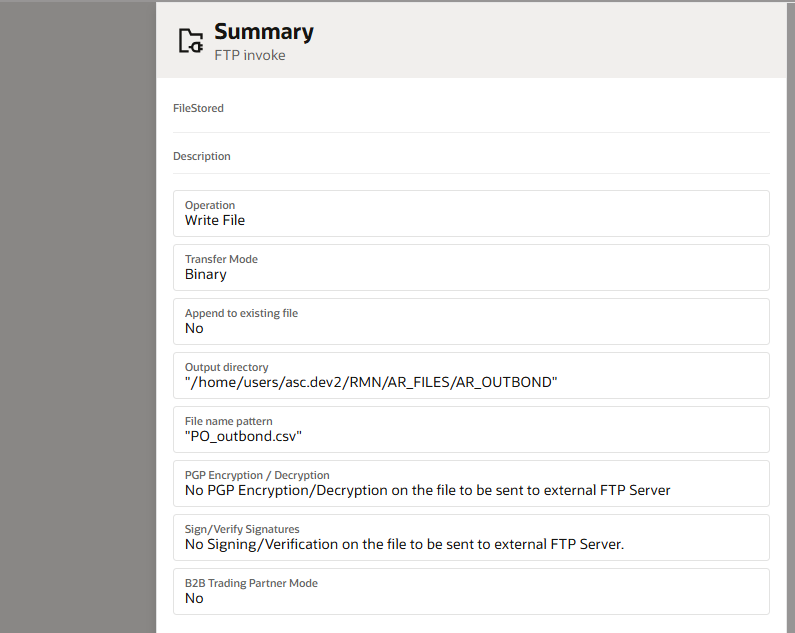 Summary
FTP invoke
FileStored
Description
Operation
Write File
Transfer Mode
Binary
Append to existing file
No
Output directory
"/home/users/asc.dev2/RMN/AR_FILES/AR_OUTBOND"
File name pattern
"PO_outbond.csv"
PGP Encryption / Decryption
No PGP Encryption/Decryption on the file to be sent to external FTP Server
Sign/Verify Signatures
No Signing/Verification on the file to be sent to external FTP Server.
B2B Trading Partner Mode
No